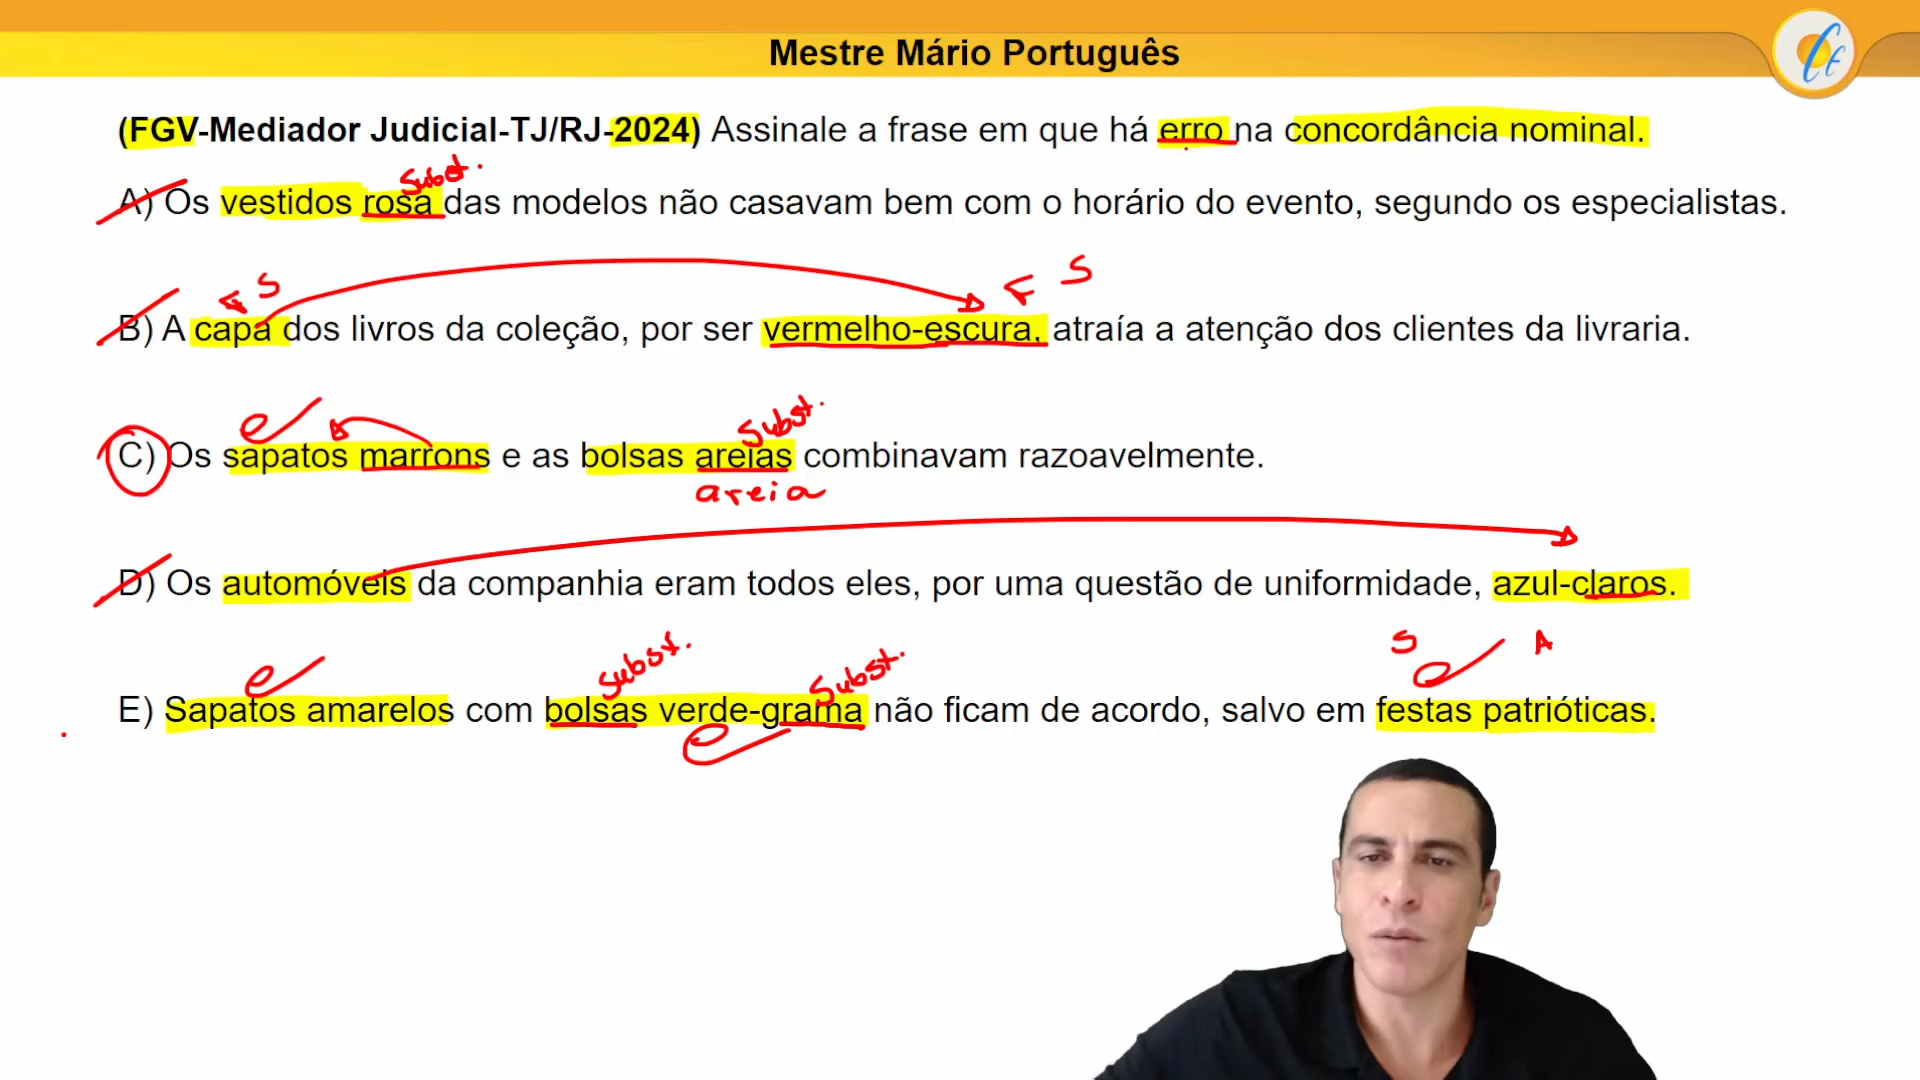 Mestre Mário Português
CE
(FGV-Mediador Judicial-TJ/RJ-2024) Assinale a frase em que há erro na concordância nominal.
Subst.
A) Os vestidos rosa das modelos não casavam bem com o horário do evento, segundo os especialistas.
F S F S
B) A capa dos livros da coleção, por ser vermelho-escura, atraía a atenção dos clientes da livraria.
Subst.
C) Os sapatos marrons e as bolsas areias combinavam razoavelmente.
areia
D) Os automóveis da companhia eram todos eles, por uma questão de uniformidade, azul-claros.
Subst. Subst. S A
E) Sapatos amarelos com bolsas verde-grama não ficam de acordo, salvo em festas patrióticas.